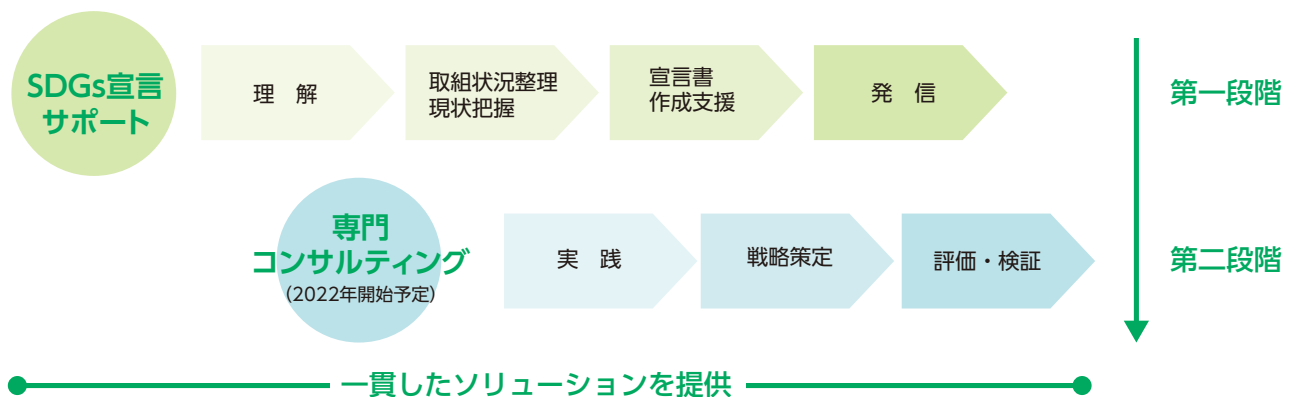 SDGs宣言
サポート
理　解
取組状況整理
現状把握
宣言書
作成支援
発　信
第一段階
専門
コンサルティング
(2022年開始予定)
実　践
戦略策定
評価・検証
第二段階
一貫したソリューションを提供